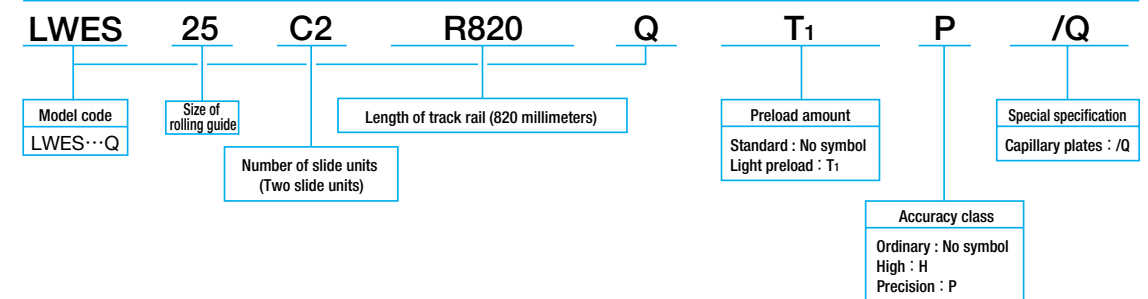 LWES 25 C2 R820 Q T1 P /Q
Model code
LWES…Q
Size of
rolling guide
Number of slide units
(Two slide units)
Length of track rail (820 millimeters)
Preload amount
Standard : No symbol
Light preload : T1
Accuracy class
Ordinary : No symbol
High : H
Precision : P
Special specification
Capillary plates : /Q